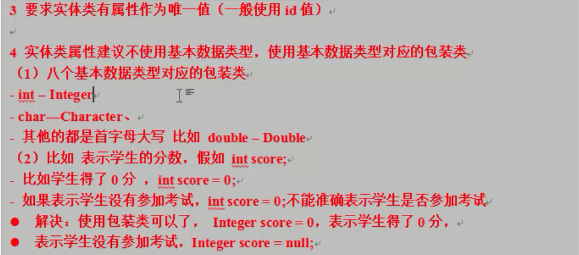 3 要求实体类有属性作为唯一值（一般使用 id 值）
4 实体类属性建议不使用基本数据类型，使用基本数据类型对应的包装类
（1）八个基本数据类型对应的包装类
- int – Integer
- char—Character、
- 其他的都是首字母大写 比如 double – Double
（2）比如 表示学生的分数，假如 int score;
- 比如学生得了 0 分 ，int score = 0;
- 如果表示学生没有参加考试，int score = 0;不能准确表示学生是否参加考试
● 解决：使用包装类可以了， Integer score = 0，表示学生得了 0 分，
● 表示学生没有参加考试，Integer score = null;